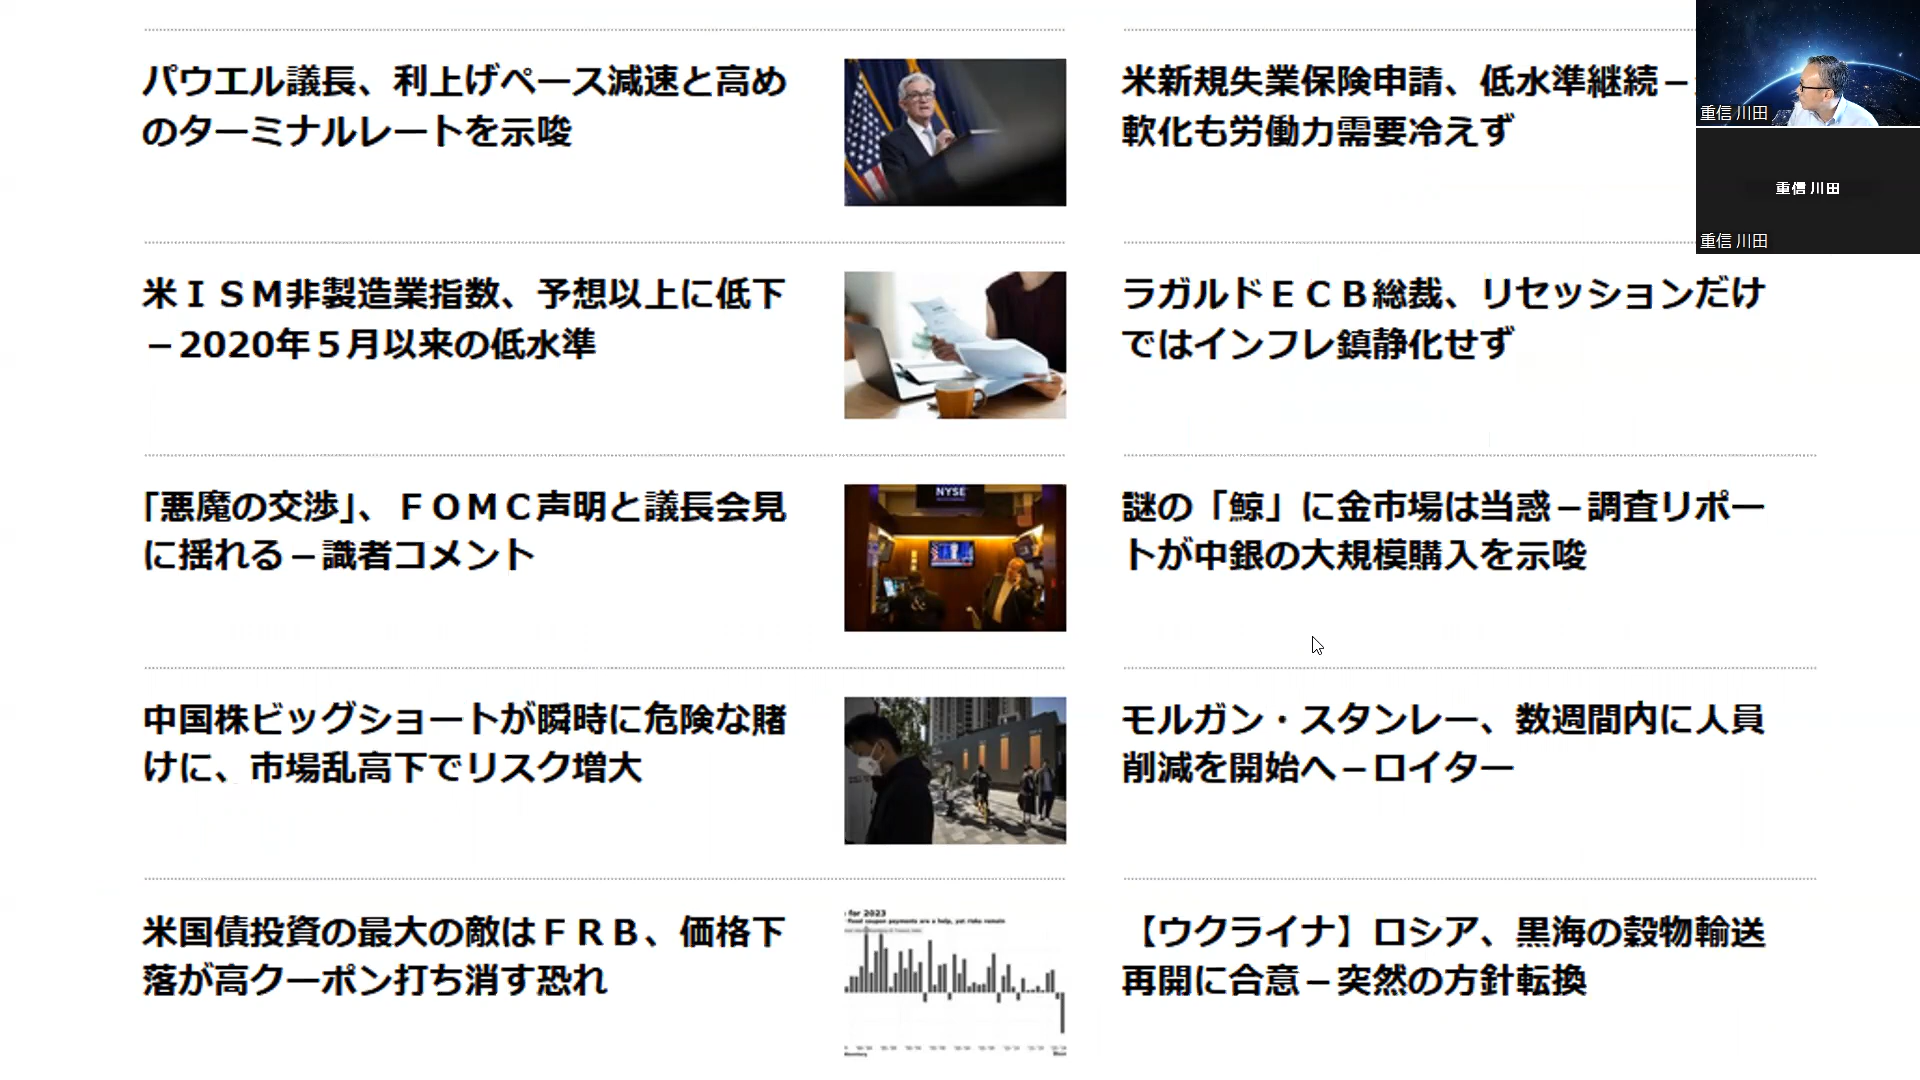 パウエル議長、利上げペース減速と高め
のターミナルレートを示唆
米新規失業保険申請、低水準継続－
軟化も労働力需要冷えず
重信 川田
重信 川田
重信 川田
米ＩＳＭ非製造業指数、予想以上に低下
－2020年５月以来の低水準
ラガルドＥＣＢ総裁、リセッションだけ
ではインフレ鎮静化せず
｢悪魔の交渉｣、ＦＯＭＣ声明と議長会見
に揺れる－識者コメント
NYSE
謎の「鯨」に金市場は当惑－調査リポー
トが中銀の大規模購入を示唆
中国株ビッグショートが瞬時に危険な賭
けに、市場乱高下でリスク増大
モルガン・スタンレー、数週間内に人員
削減を開始へ－ロイター
米国債投資の最大の敵はＦＲＢ、価格下
落が高クーポン打ち消す恐れ
for 2023
fixed coupon payments are a help, yet risks remain
【ウクライナ】ロシア、黒海の穀物輸送
再開に合意－突然の方針転換